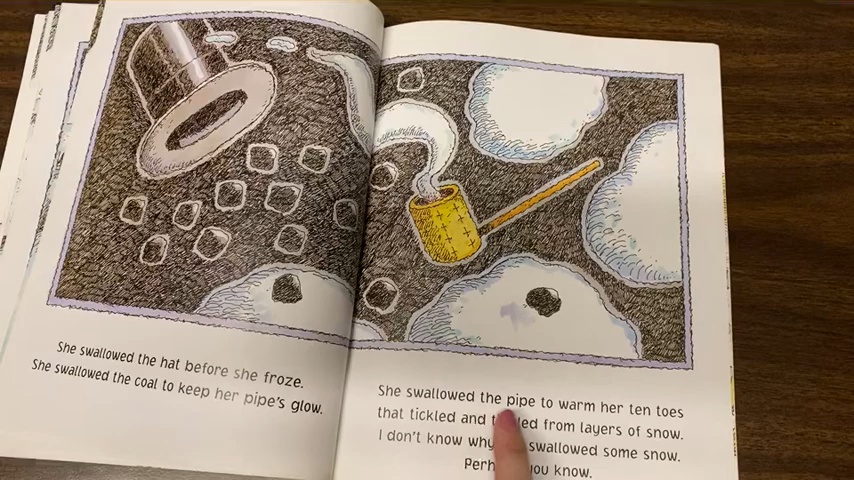 She swallowed the hat before she froze.
She swallowed the coal to keep her pipe's glow.
She swallowed the pipe to warm her ten toes
that tickled and from layers of snow.
I don't know why swallowed some snow.
you know.